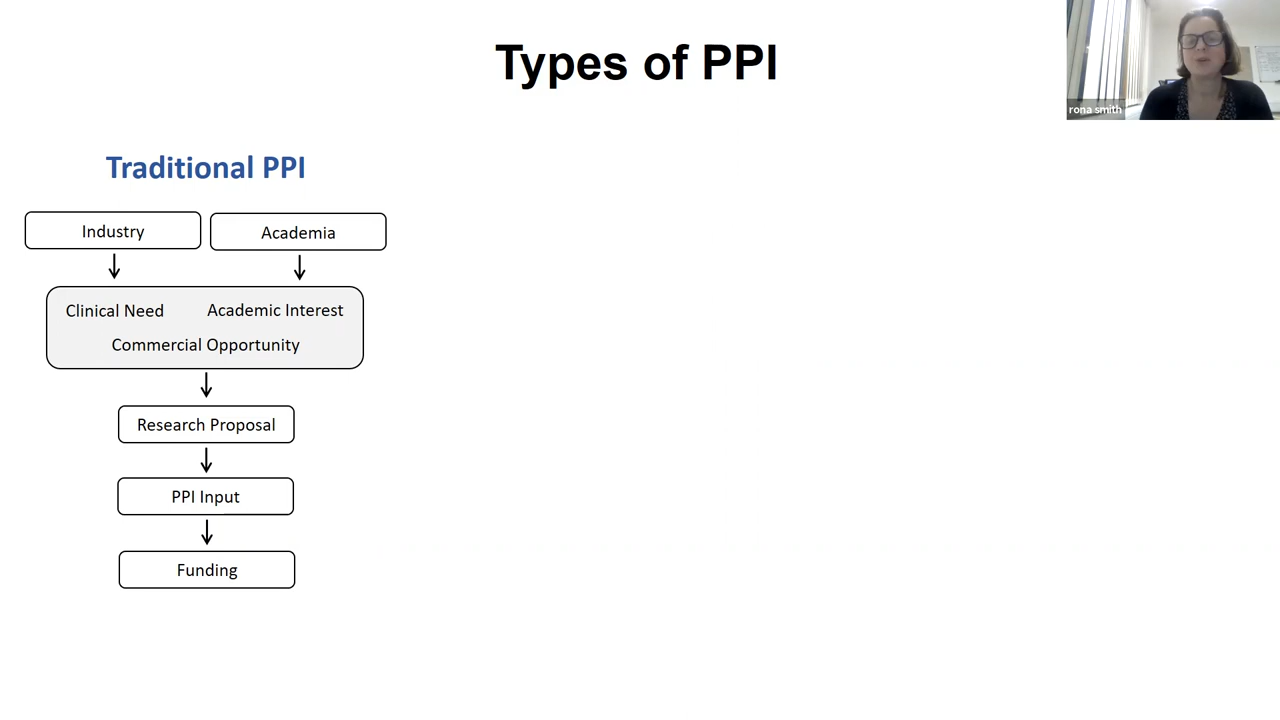 Types of PPI
rona smith
Traditional PPI
Industry
Academia
Clinical Need
Academic Interest
Commercial Opportunity
Research Proposal
PPI Input
Funding